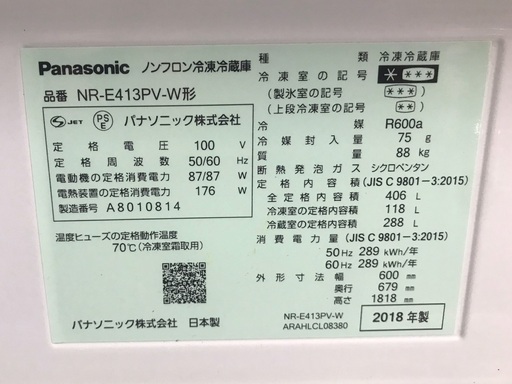 Panasonic ノンフロン冷凍冷蔵庫
品番 NR-E413PV-W形
S JET PS E パナソニック株式会社
定格電圧 100 V
定格周波数 50/60 Hz
電動機の定格消費電力 87/87 W
電熱装置の定格消費電力 176 W
製造番号 A8010814
温度ヒューズの定格動作温度
70℃(冷凍室霜取用)
パナソニック株式会社 日本製
種類 冷凍冷蔵庫
冷凍室の記号 * ***
(製氷室の記号) **
(上段冷凍室の記号) **
冷媒 R600a
冷媒封入量 75 g
質量 88 kg
断熱発泡ガス シクロペンタン
定格内容積 (JIS C 9801-3:2015)
全定格内容積 406 L
冷凍室の定格内容積 118 L
冷蔵室の定格内容積 288 L
消費電力量 (JIS C 9801-3:2015)
50 Hz 289 kWh/年
60 Hz 289 kWh/年
外形寸法 幅 600 mm
奥行 679 mm
高さ 1818 mm
NR-E413PV-W
ARAHLCL08380
2018 年製